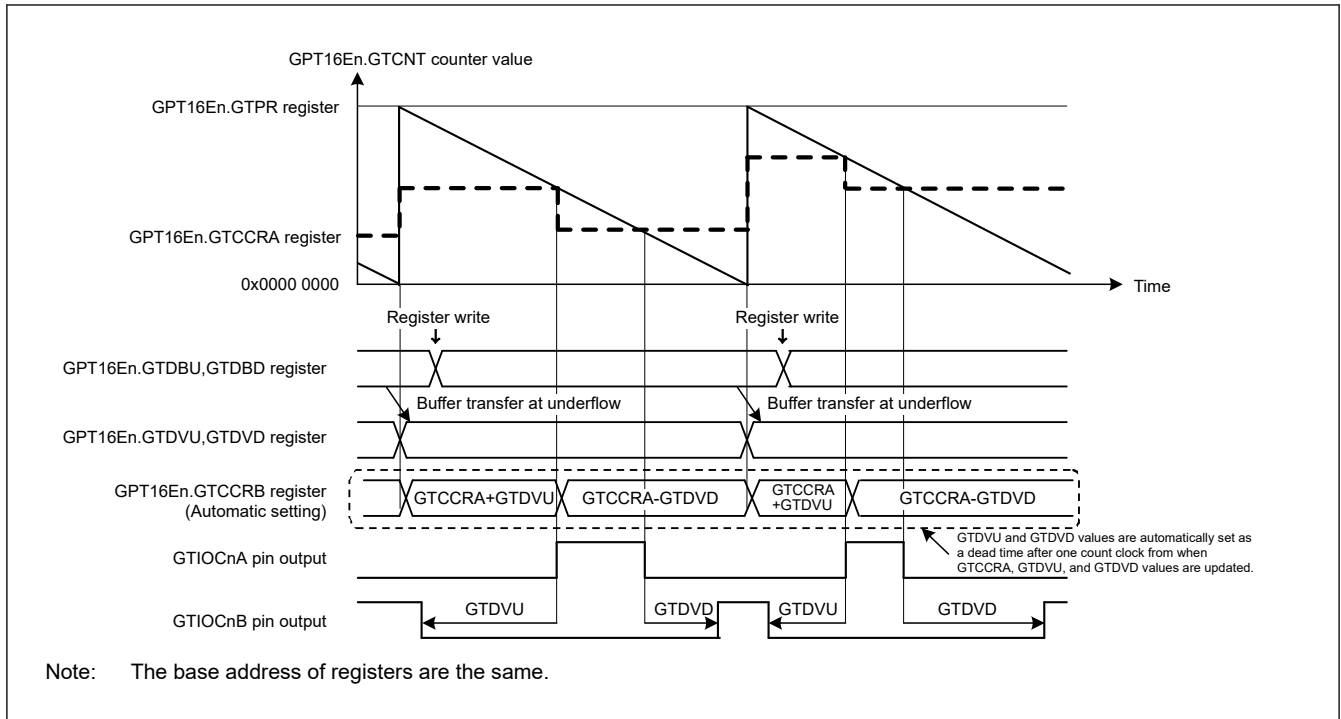 GPT16En.GTCNT counter value
GPT16En.GTPR register
GPT16En.GTCCRA register
0x0000 0000
Time
Register write
Register write
GPT16En.GTDBU,GTDBD register
Buffer transfer at underflow
Buffer transfer at underflow
GPT16En.GTDVU,GTDVD register
GPT16En.GTCCRB register
(Automatic setting)
GTCCRA+GTDVU
GTCCRA-GTDVD
GTCCRA
+GTDVU
GTCCRA-GTDVD
GTDVU and GTDVD values are automatically set as
a dead time after one count clock from when
GTCCRA, GTDVU, and GTDVD values are updated.
GTIOCnA pin output
GTIOCnB pin output
GTDVU
GTDVD
GTDVU
GTDVD
Note: The base address of registers are the same.